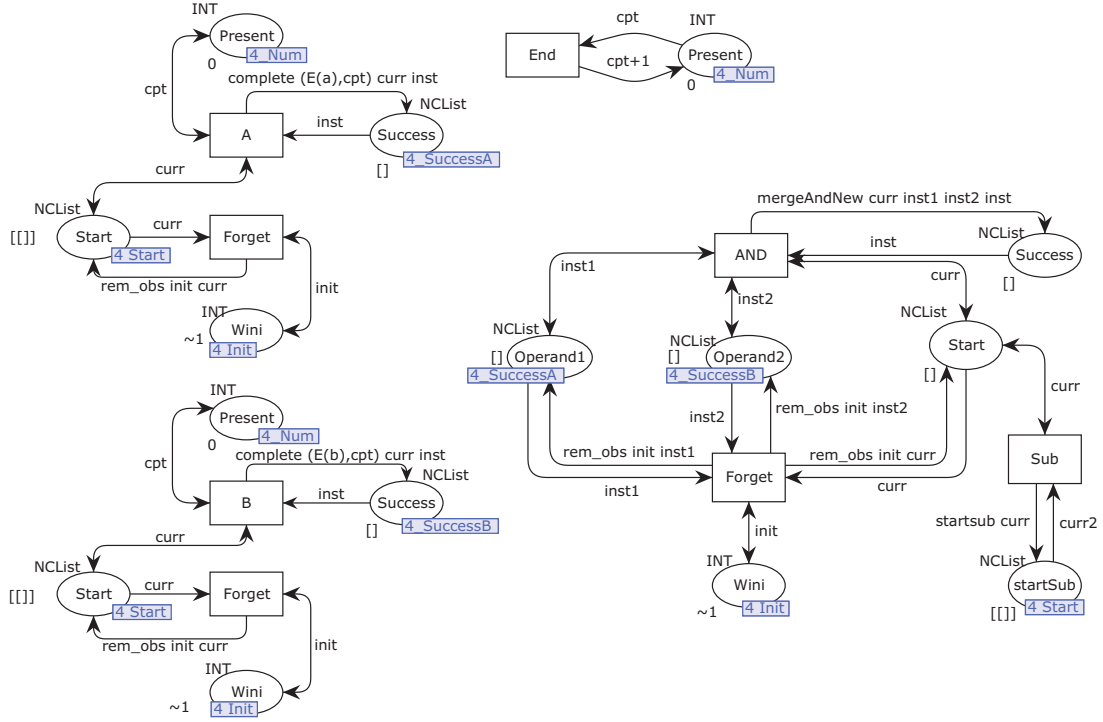 INT
Present
4_Num
0
cpt
complete (E(a),cpt) curr inst
NCList
A
inst
Success
4_SuccessA
[]
curr
NCList
[[]]
Start
4 Start
curr
Forget
rem_obs init curr
init
INT
Wini
~1
4 Init
INT
Present
4_Num
0
cpt
complete (E(b),cpt) curr inst
NCList
B
inst
Success
4_SuccessB
[]
curr
NCList
[[]]
Start
4 Start
curr
Forget
rem_obs init curr
init
INT
Wini
~1
4 Init
End
cpt
cpt+1
INT
Present
4_Num
0
mergeAndNew curr inst1 inst2 inst
AND
inst
NCList
Success
[]
inst1
inst2
curr
NCList
[]
Operand1
4_SuccessA
NCList
[]
Operand2
4_SuccessB
NCList
Start
[]
curr
inst2
rem_obs init inst2
rem_obs init inst1
Forget
rem_obs init curr
inst1
curr
Sub
init
INT
Wini
~1
4 Init
startsub curr
curr2
NCList
startSub
4 Start
[[]]